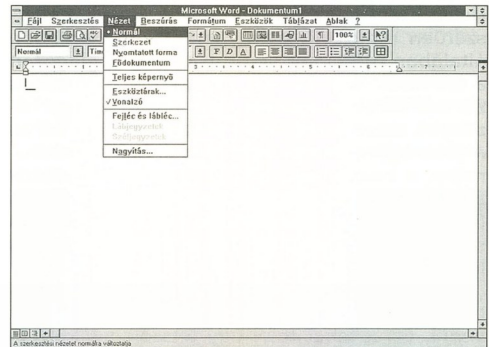 Microsoft Word - Dokumentum1
Fájl Szerkesztés Nézet Beszúrás Formátum Eszközök Táblázat Ablak ?
100%
Normál
F D A
Normál
Szerkezet
Nyomtatott forma
Fődokumentum
Teljes képernyő
Eszköztárak...
Vonalzó
Fejléc és lábléc...
Lábjegyzetek
Széljegyzetek
Nagyítás...
A szerkesztési nézetet normálra változtatja